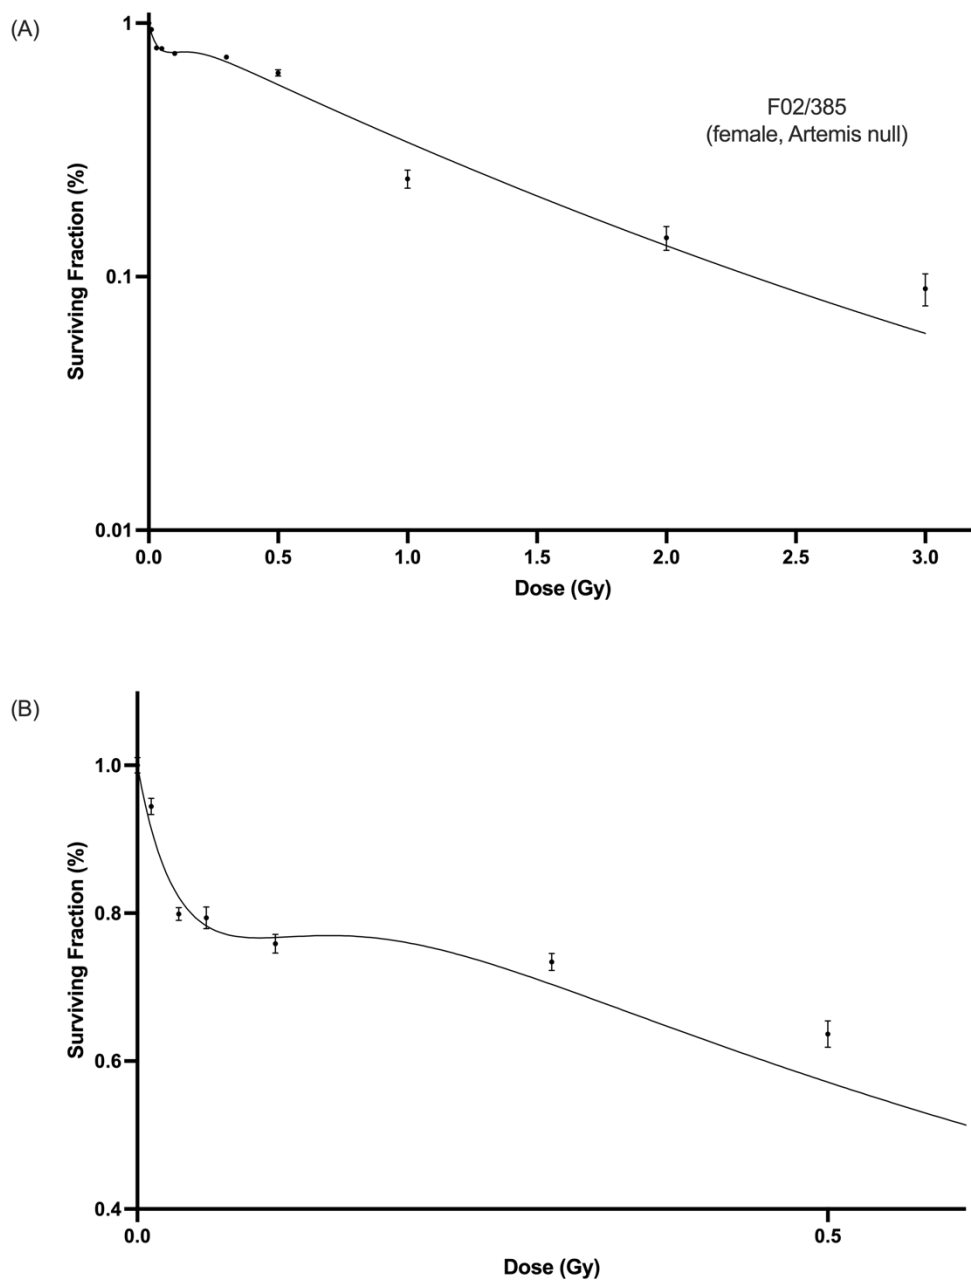 (A)
1
0.1
0.01
Surviving Fraction (%)
F02/385
(female, Artemis null)
0.0 0.5 1.0 1.5 2.0 2.5 3.0
Dose (Gy)
(B)
1.0
0.8
0.6
0.4
Surviving Fraction (%)
0.0 0.5
Dose (Gy)